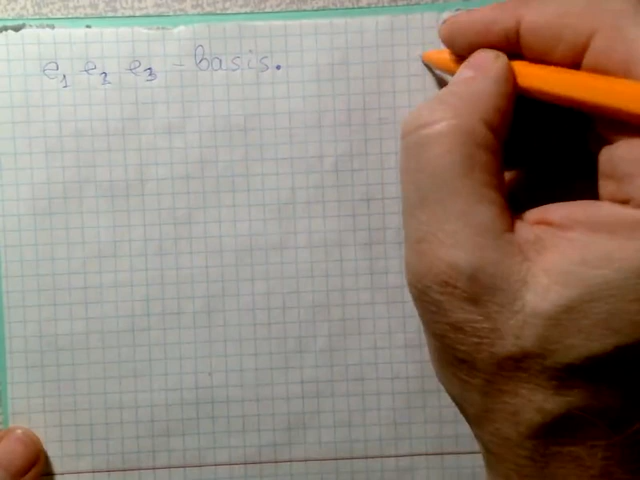 e₁ e₂ e₃ – basis.